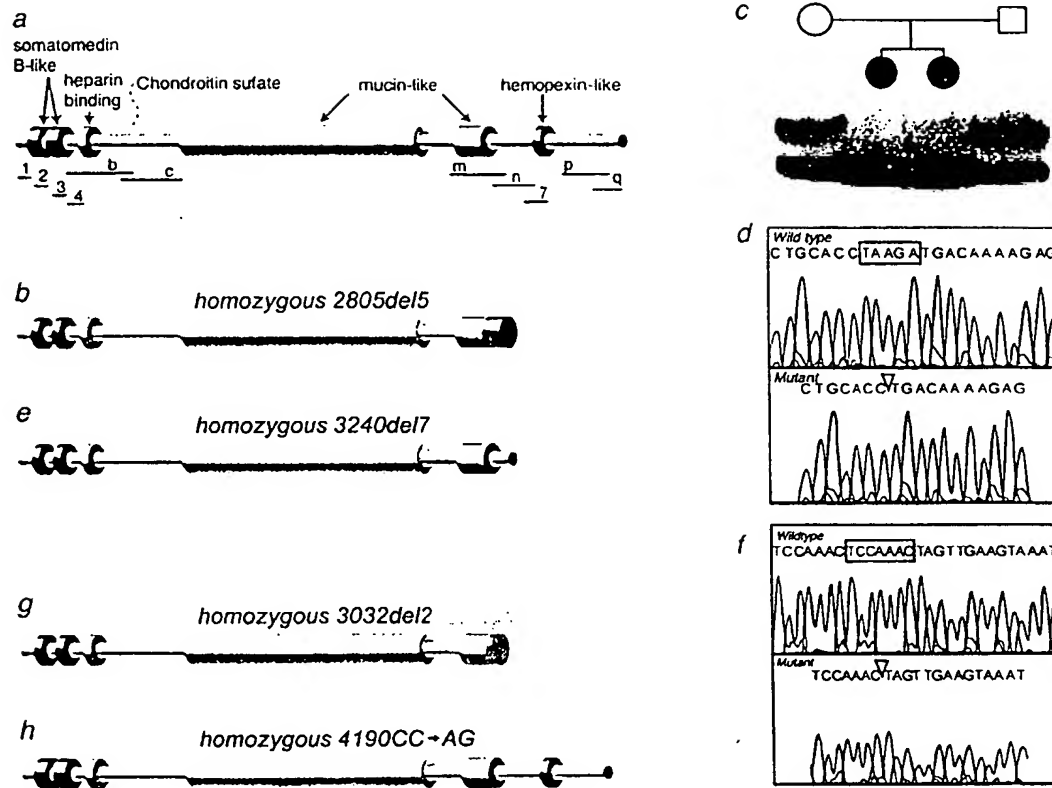 a
somatomedin
B-like
heparin
binding
Chondroitin sufate
mucin-like
hemopexin-like
1 2 3 4 b c m n 7 p q
b
homozygous 2805del5
e
homozygous 3240del7
g
homozygous 3032del2
h
homozygous 4190CC→AG
c
d
Wild type
CTGCACCTAAGATGACAAAAGAG
Mutant
CTGCACCTGACAAAAGAG
f
Wildtype
TCCAAACTCCAAACTAGTTGAAGTAAAT
Mutant
TCCAAACTAGTTGAAGTAAAT